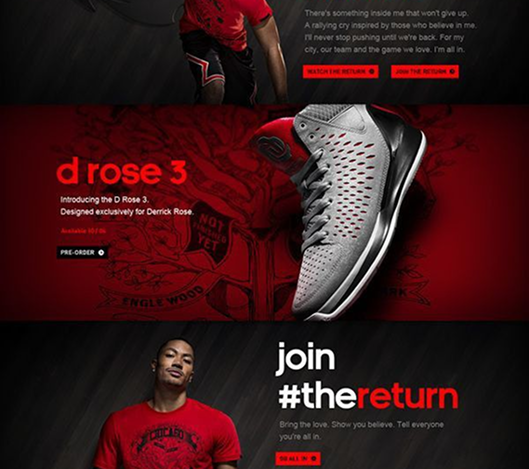 There's something inside me that won't give up.
A rallying cry inspired by those who believe in me.
I'll never stop pushing until we're back. For my
city, our team and the game we love. I'm all in.
WATCH THE RETURN
JOIN THE RETURN
d rose 3
Introducing the D Rose 3.
Designed exclusively for Derrick Rose.
Available
PRE-ORDER
NOT
YET
ENGLEWOOD
join
#thereturn
Bring the love. Show you believe. Tell everyone
you're all in.
CHICAGO
BE ALL IN